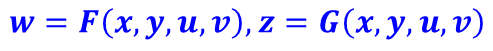 w = F(x, y, u, v), z = G(x, y, u, v)